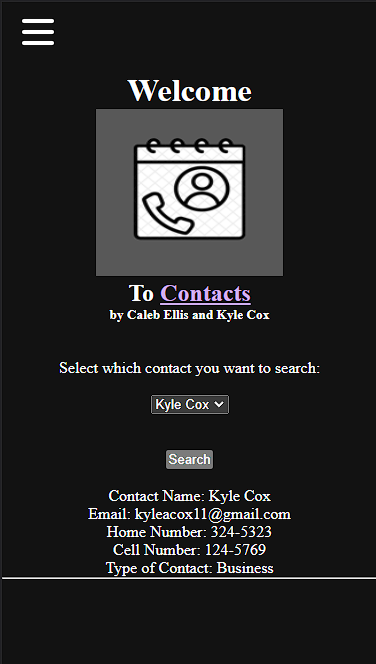 Welcome
To Contacts
by Caleb Ellis and Kyle Cox
Select which contact you want to search:
Kyle Cox
Search
Contact Name: Kyle Cox
Email: kyleacox11@gmail.com
Home Number: 324-5323
Cell Number: 124-5769
Type of Contact: Business